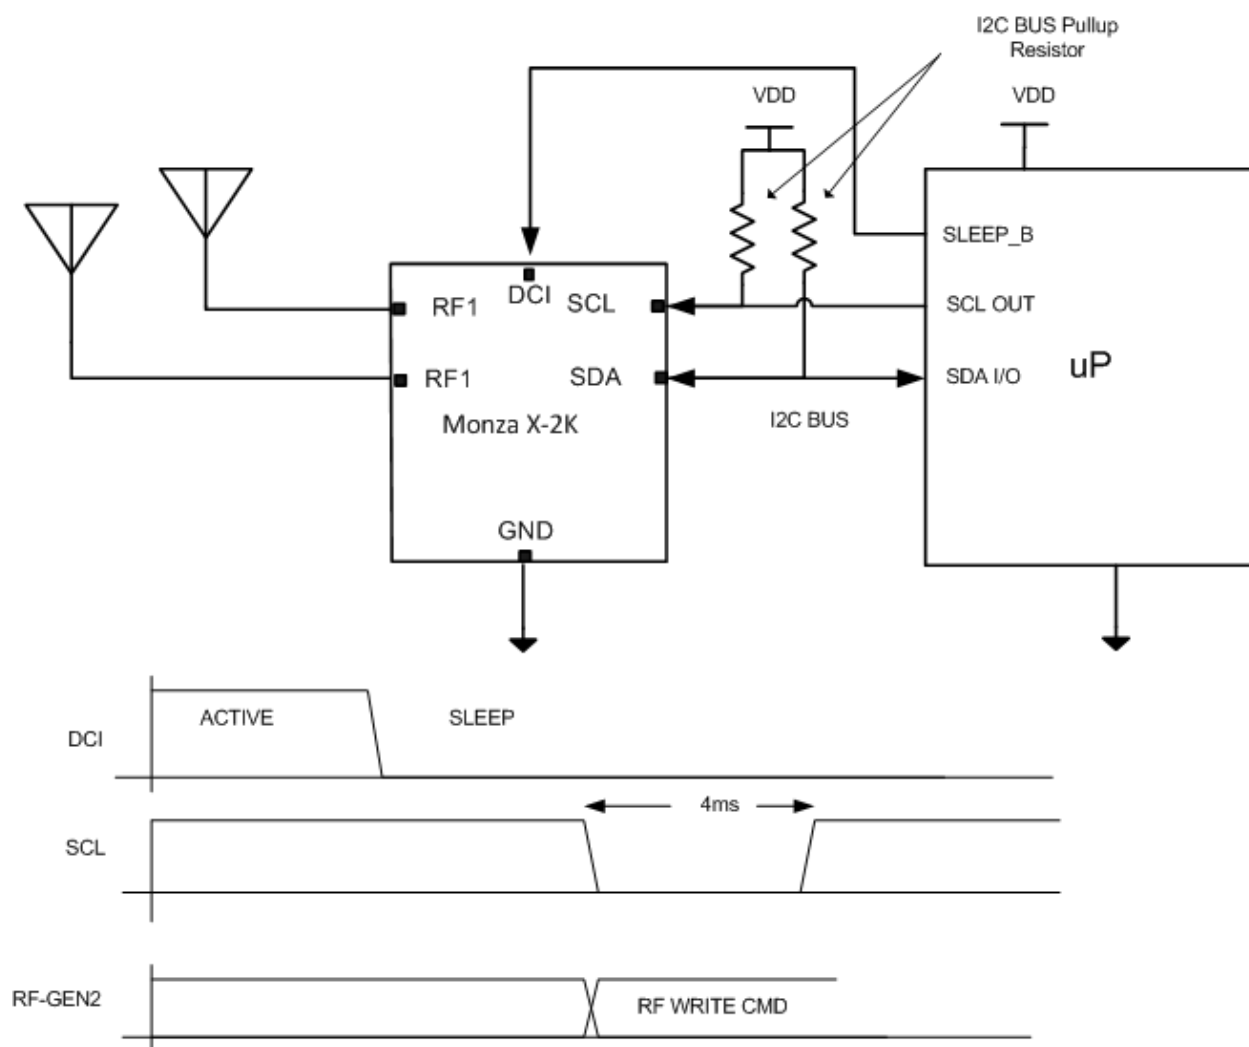 I2C BUS Pullup
Resistor
VDD
VDD
SLEEP_B
DCI
RF1
SCL
SCL OUT
RF1
SDA
SDA I/O
uP
Monza X-2K
I2C BUS
GND
ACTIVE
SLEEP
DCI
4ms
SCL
RF-GEN2
RF WRITE CMD